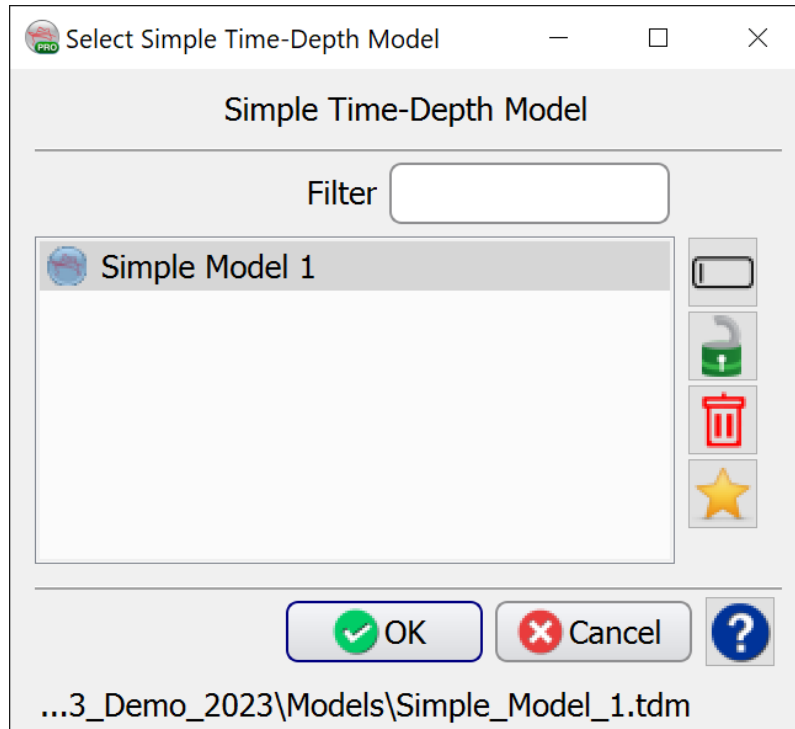 Select Simple Time-Depth Model
Simple Time-Depth Model
Filter
Simple Model 1
OK Cancel
...3_Demo_2023\Models\Simple_Model_1.tdm